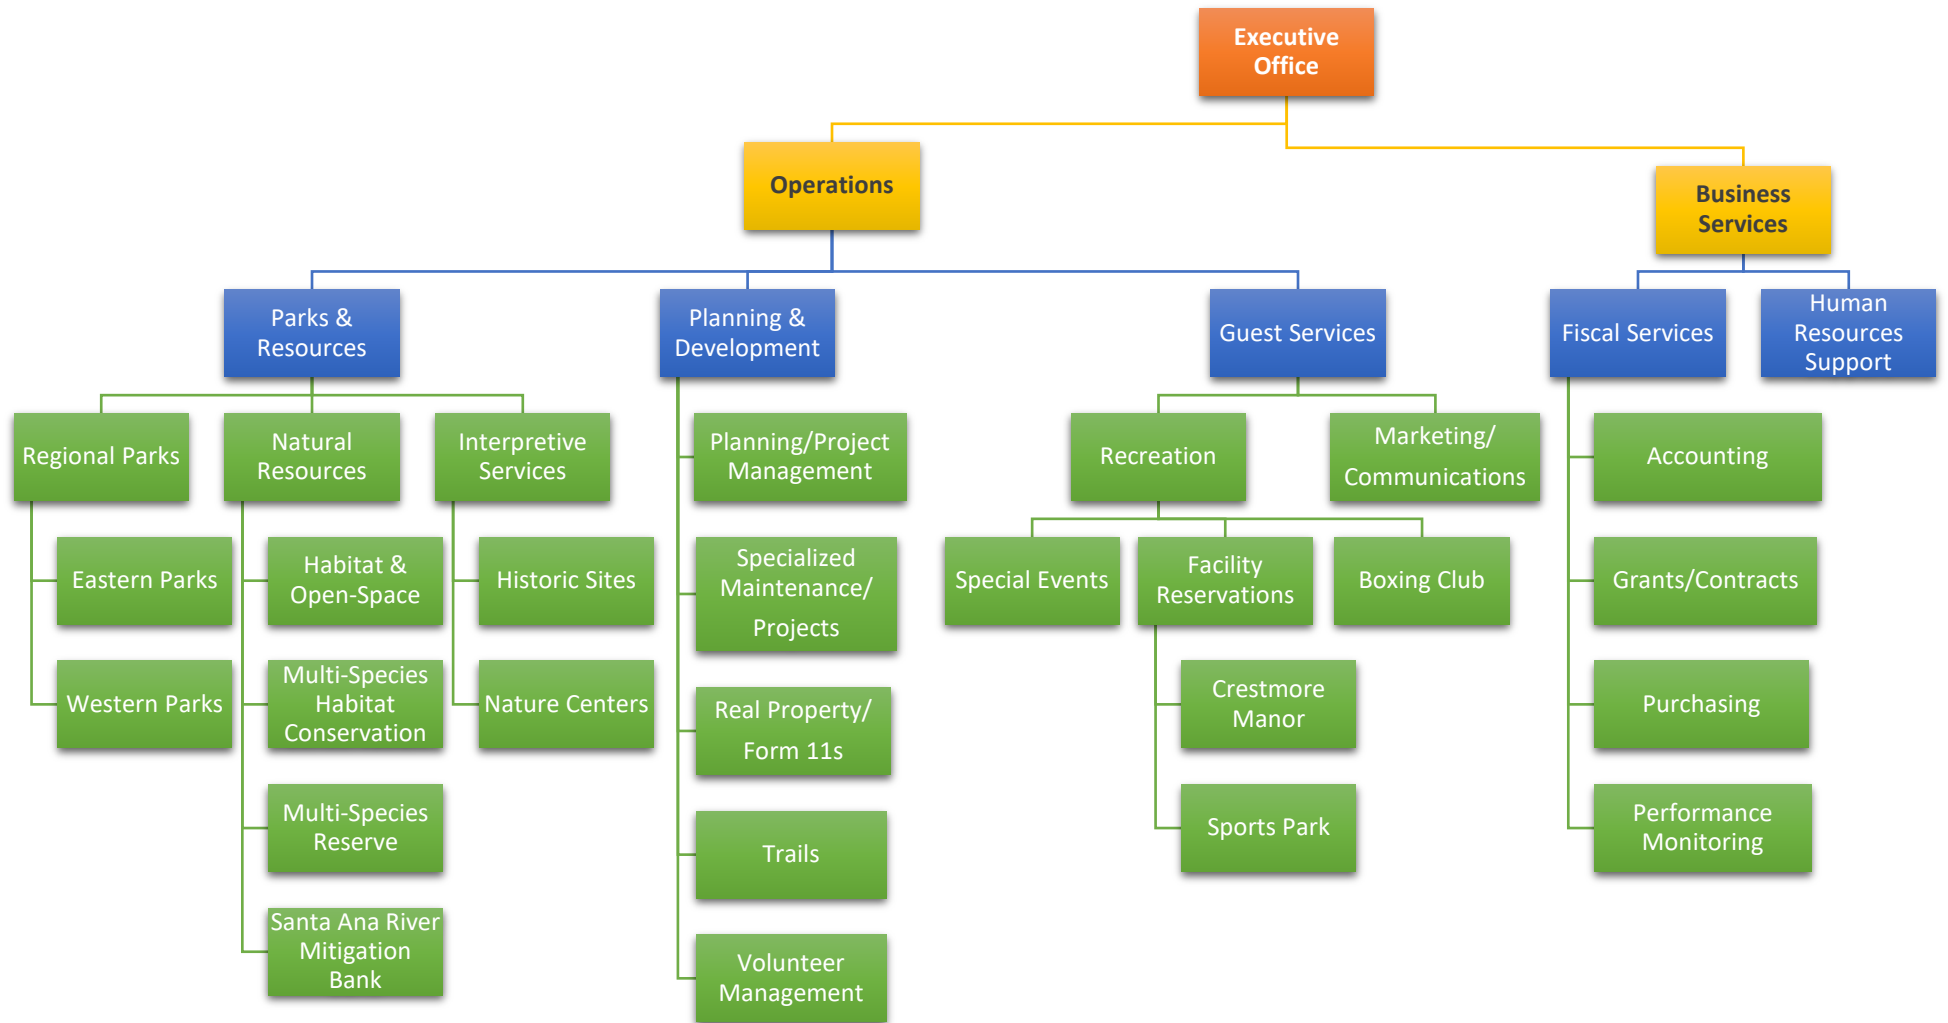 Executive
Office
Operations
Business
Services
Parks &
Resources
Planning &
Development
Guest Services
Fiscal Services
Human
Resources
Support
Regional Parks
Natural
Resources
Interpretive
Services
Planning/Project
Management
Recreation
Marketing/
Communications
Accounting
Eastern Parks
Habitat &
Open-Space
Historic Sites
Specialized
Maintenance/
Projects
Special Events
Facility
Reservations
Boxing Club
Grants/Contracts
Western Parks
Multi-Species
Habitat
Conservation
Nature Centers
Real Property/
Form 11s
Crestmore
Manor
Purchasing
Multi-Species
Reserve
Trails
Sports Park
Performance
Monitoring
Santa Ana River
Mitigation
Bank
Volunteer
Management